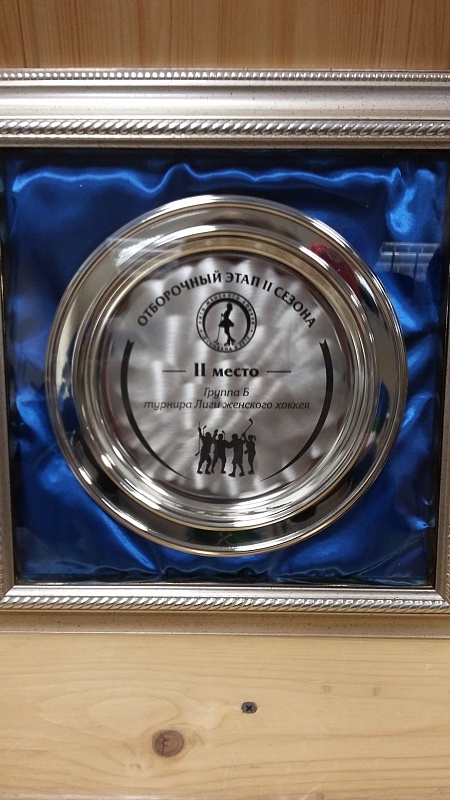 ОТБОРОЧНЫЙ ЭТАП II СЕЗОНА
II место
Группа Б
турнира Лиги женского хоккея